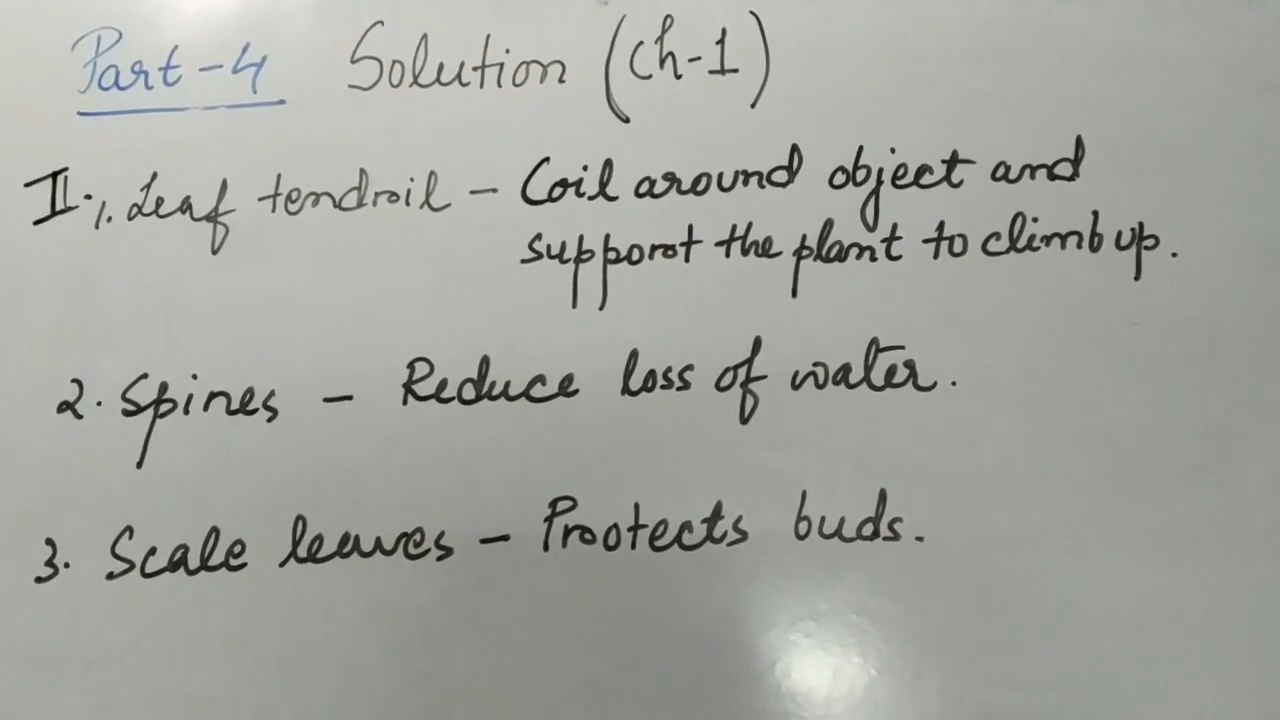 Part-4 Solution (Ch-1)
II. 1. Leaf tendril - Coil around object and
support the plant to climb up.
2. Spines - Reduce loss of water.
3. Scale leaves - Protects buds.